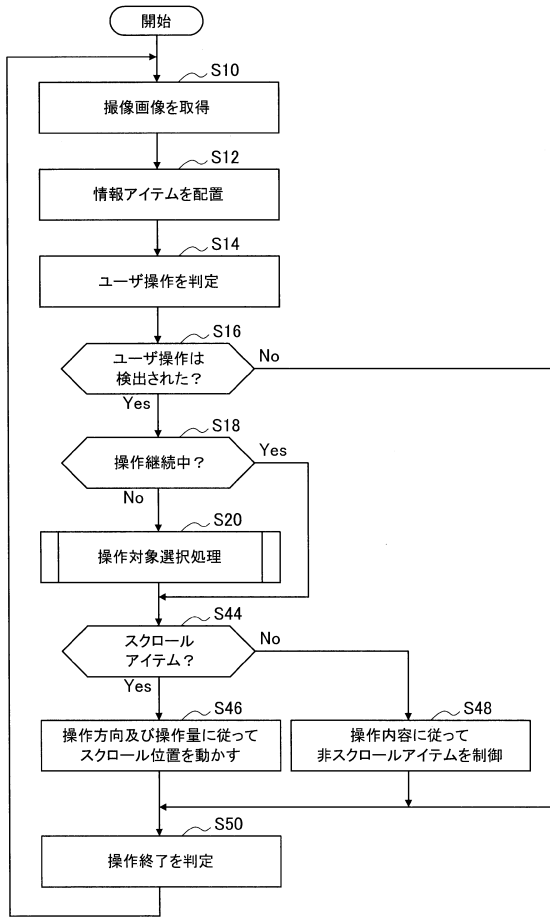 開始
S10
撮像画像を取得
S12
情報アイテムを配置
S14
ユーザ操作を判定
S16
ユーザ操作は
検出された？
No
Yes
S18
操作継続中？
Yes
No
S20
操作対象選択処理
S44
スクロール
アイテム？
No
Yes
S46
操作方向及び操作量に従って
スクロール位置を動かす
S48
操作内容に従って
非スクロールアイテムを制御
S50
操作終了を判定